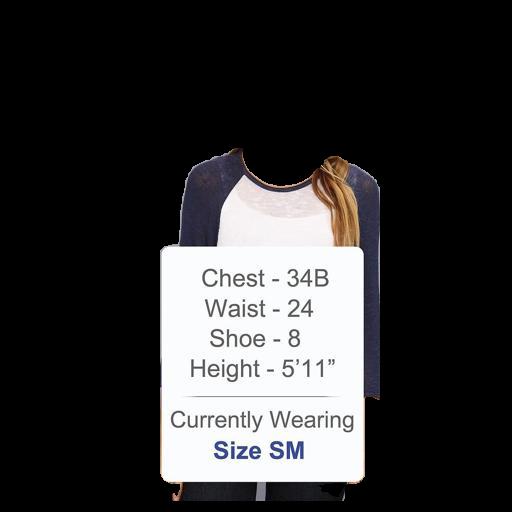 Chest - 34B
Waist - 24
Shoe - 8
Height - 5’11”
Currently Wearing
Size SM